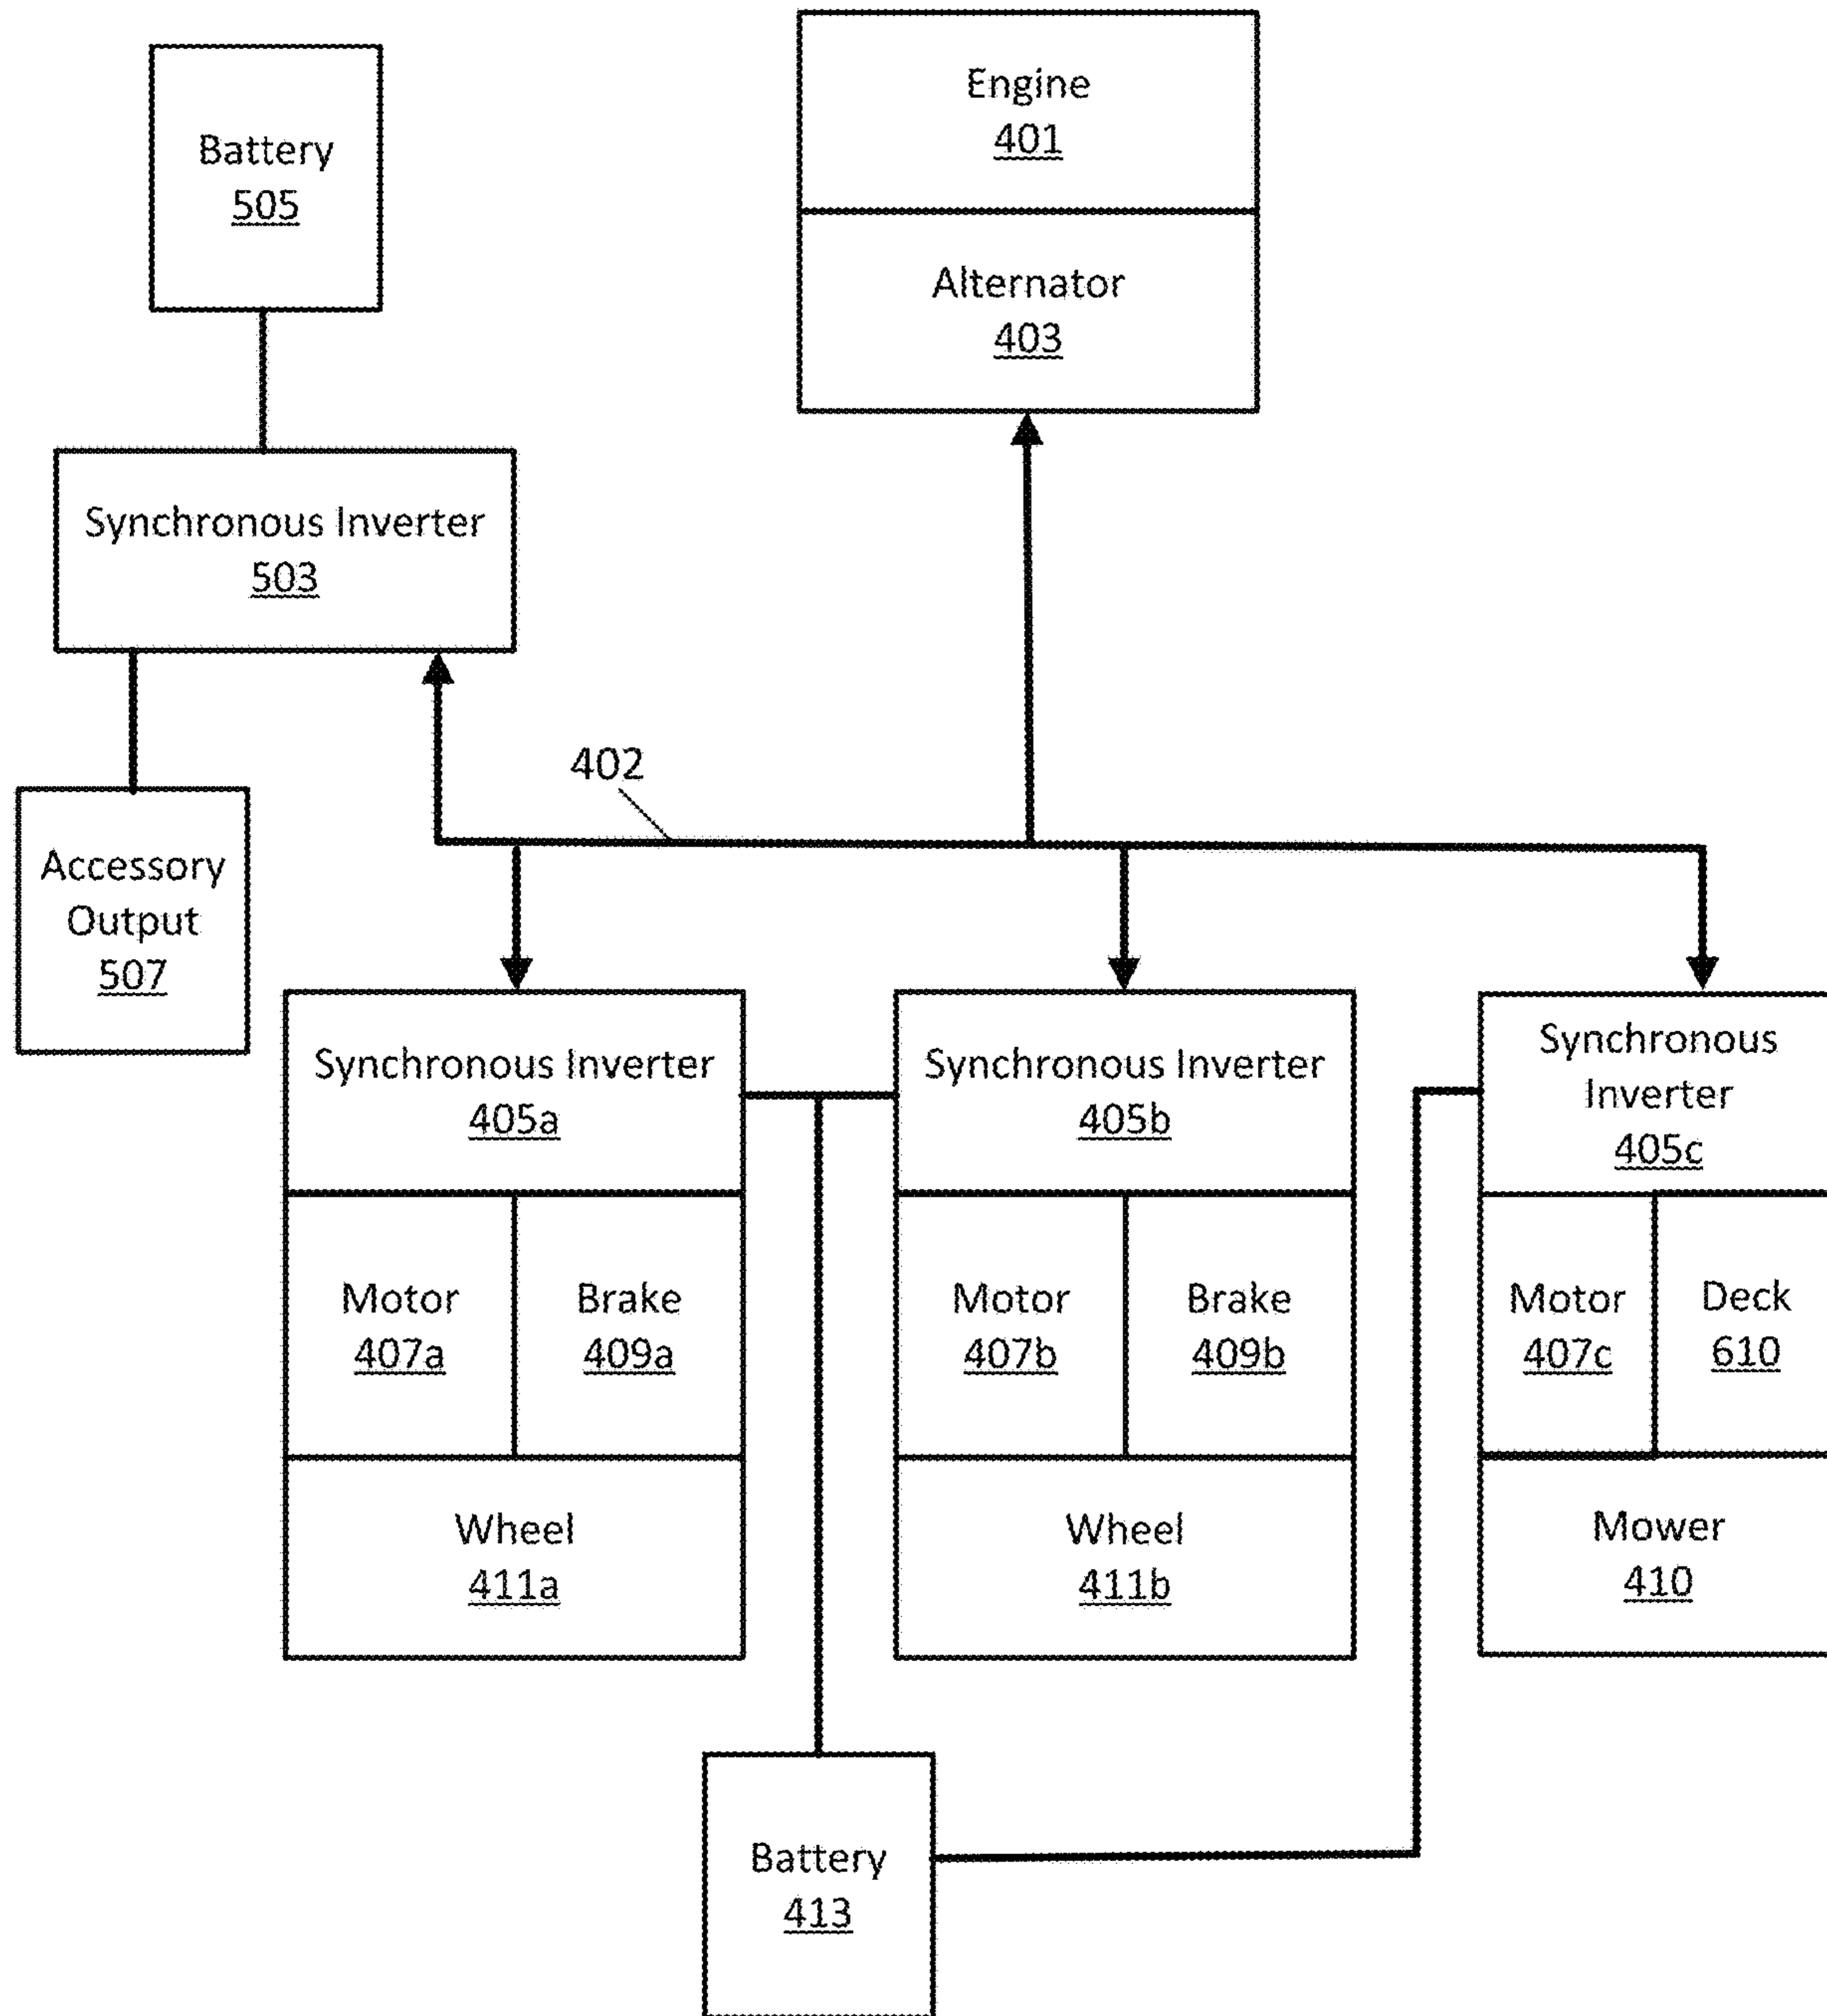 Engine
401
Battery
505
Alternator
403
Synchronous Inverter
503
402
Accessory
Output
507
Synchronous Inverter
405a
Synchronous Inverter
405b
Synchronous
Inverter
405c
Motor
407a
Brake
409a
Motor
407b
Brake
409b
Motor
407c
Deck
610
Wheel
411a
Wheel
411b
Mower
410
Battery
413